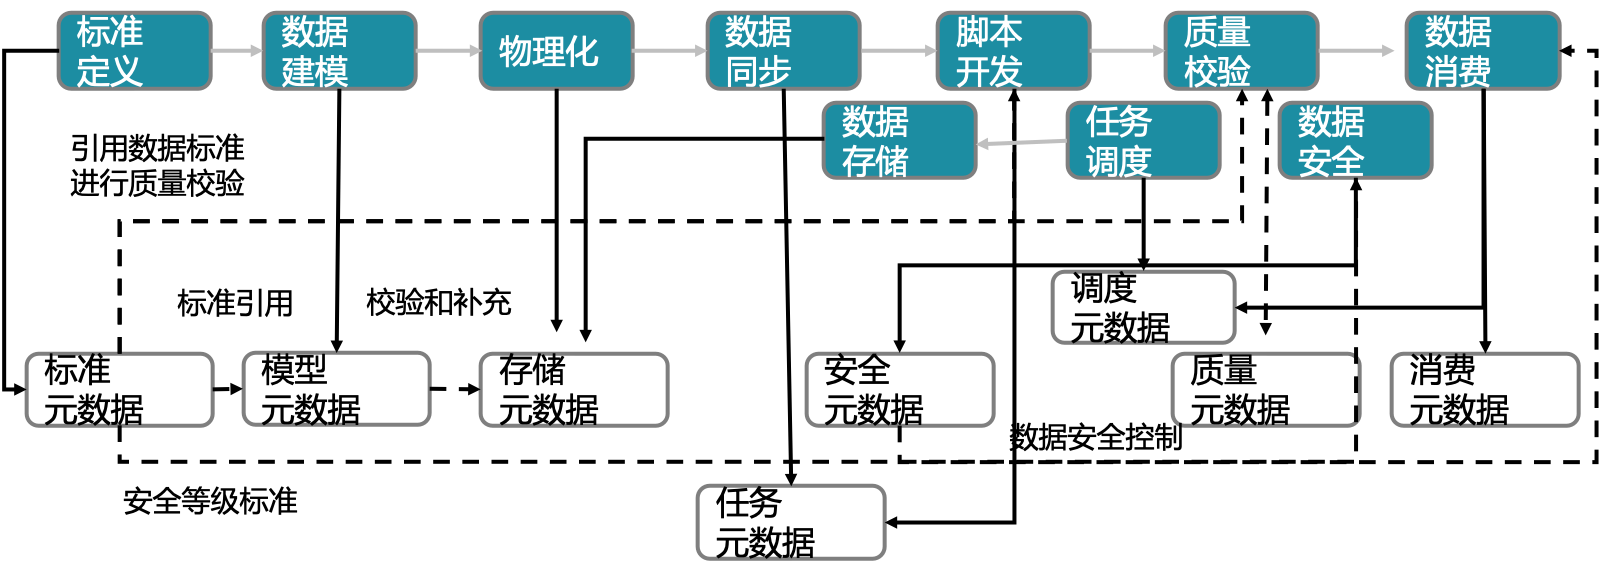 标准
定义
数据
建模
物理化
数据
同步
脚本
开发
质量
校验
数据
消费
数据
存储
任务
调度
数据
安全
引用数据标准
进行质量校验
标准引用
校验和补充
调度
元数据
标准
元数据
模型
元数据
存储
元数据
安全
元数据
质量
元数据
消费
元数据
数据安全控制
安全等级标准
任务
元数据